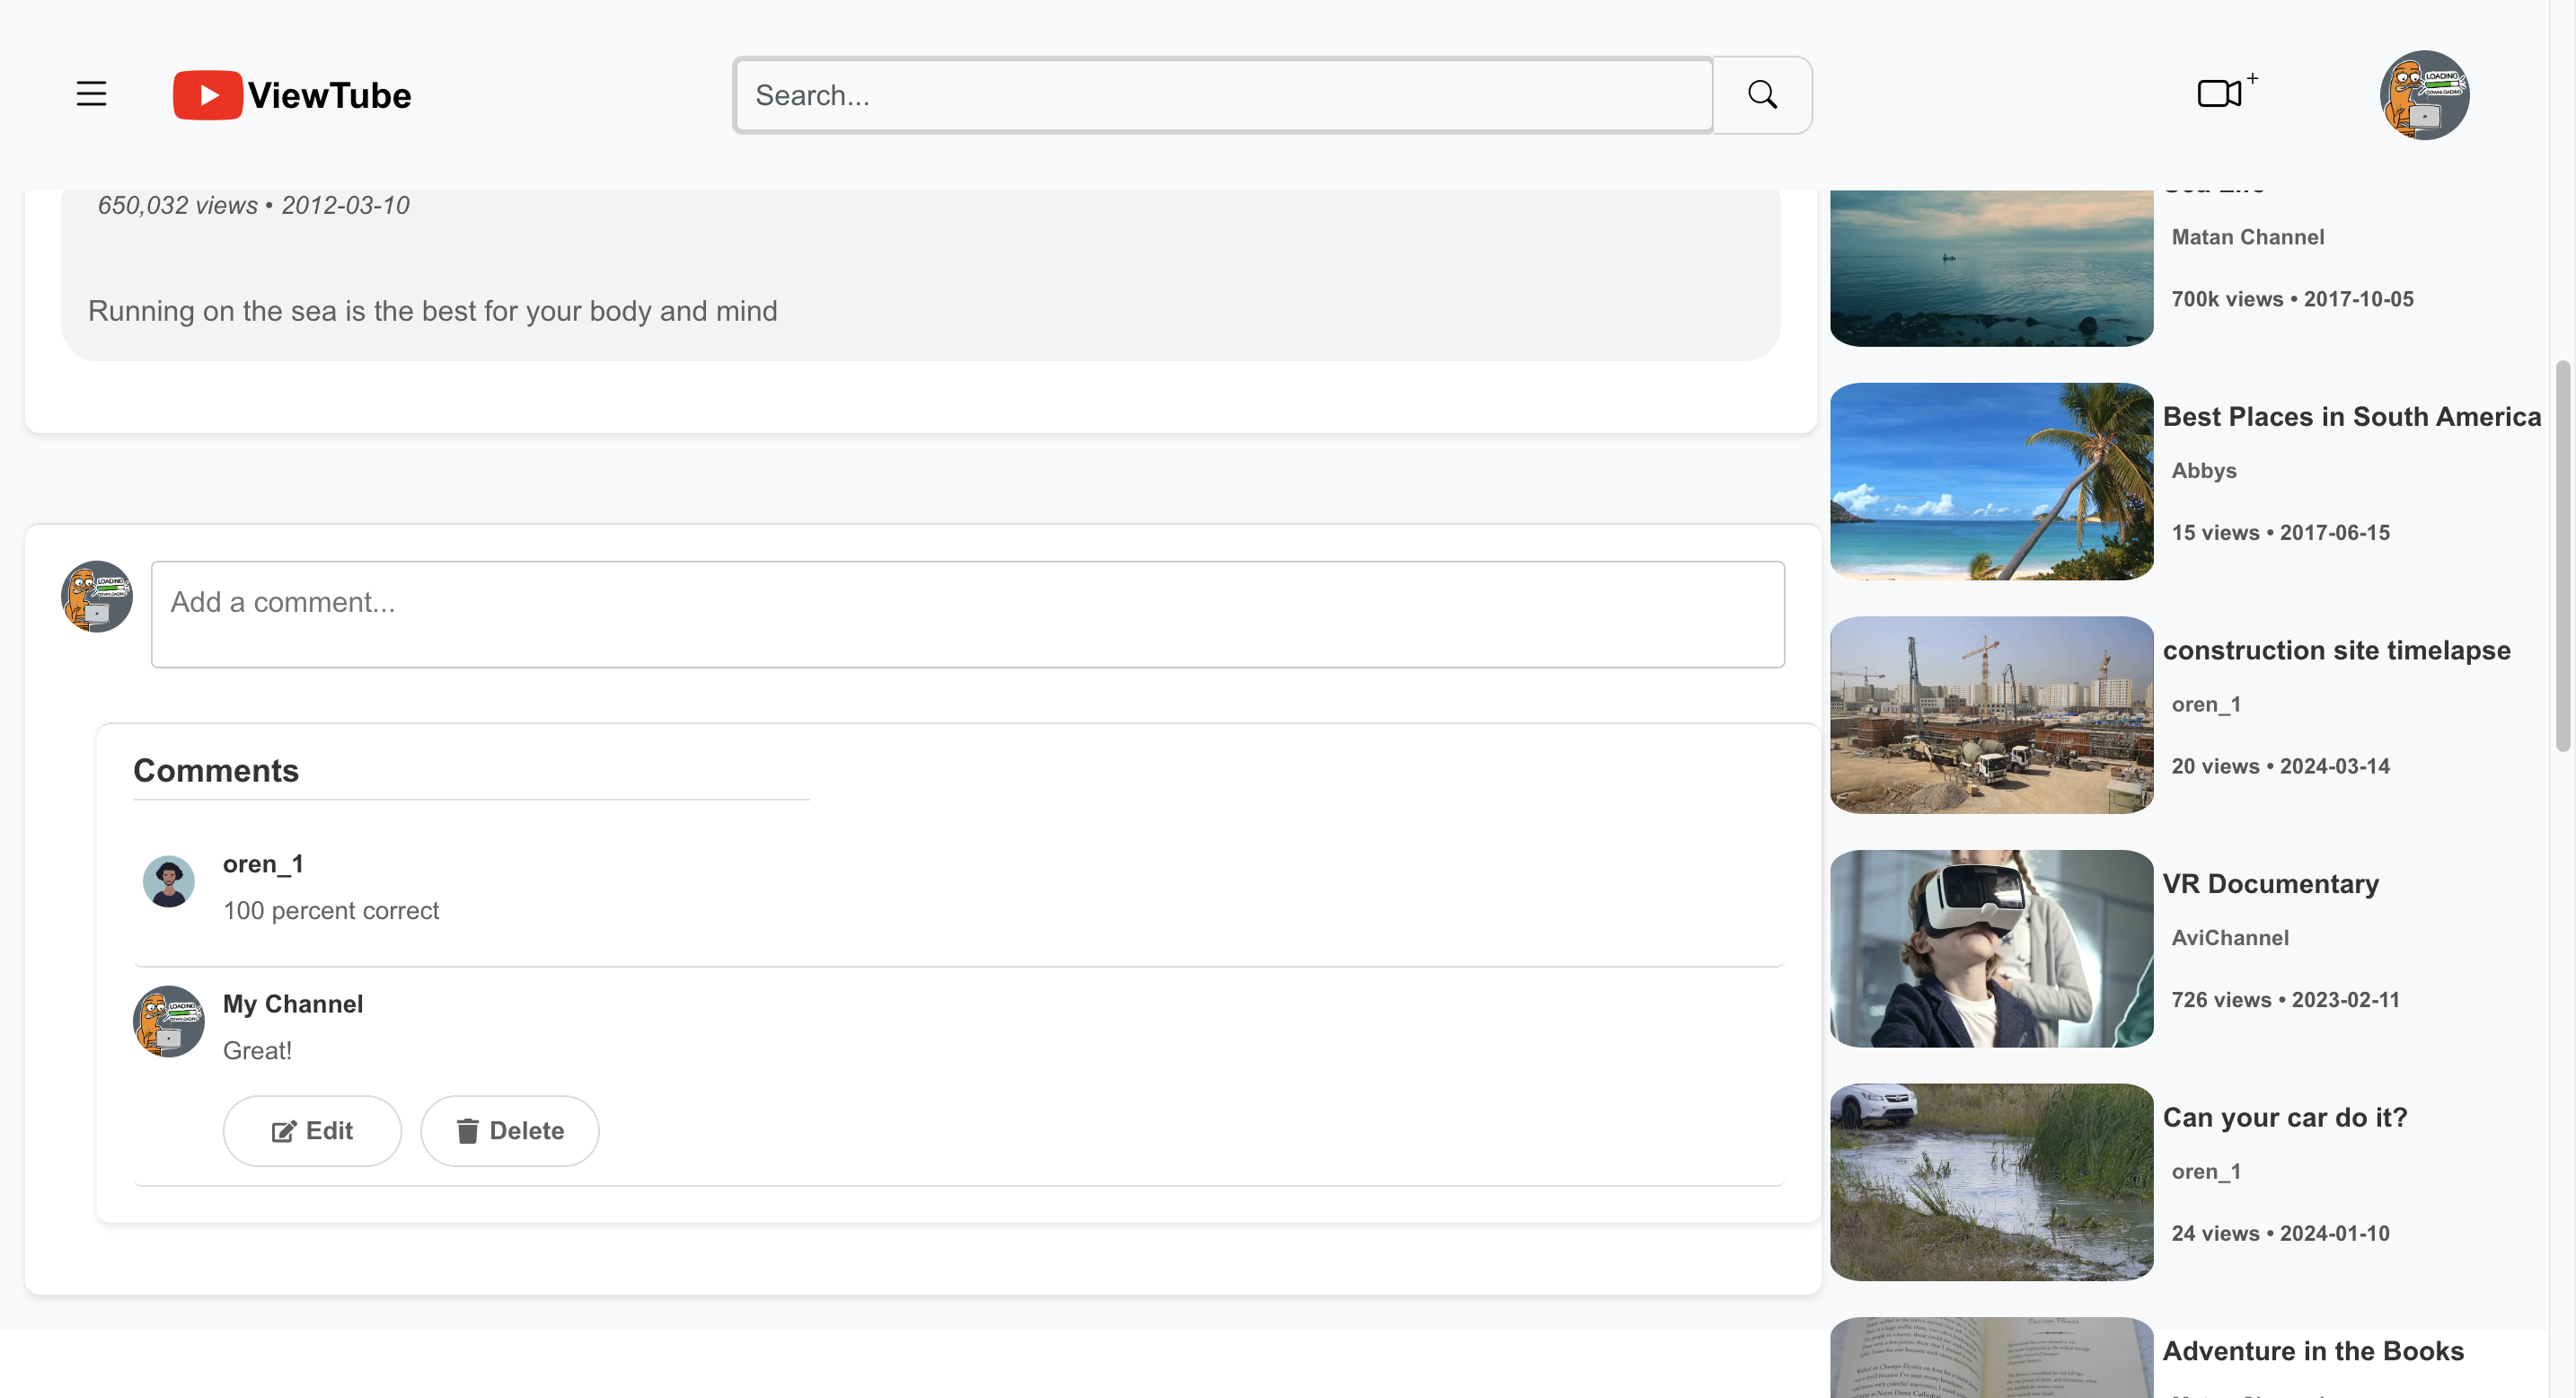 ViewTube
Search...
+
650,032 views • 2012-03-10
Running on the sea is the best for your body and mind
Add a comment...
Comments
oren_1
100 percent correct
My Channel
Great!
Edit
Delete
Matan Channel
700k views • 2017-10-05
Best Places in South America
Abbys
15 views • 2017-06-15
construction site timelapse
oren_1
20 views • 2024-03-14
VR Documentary
AviChannel
726 views • 2023-02-11
Can your car do it?
oren_1
24 views • 2024-01-10
Adventure in the Books
LOADING
DOWNLOADING